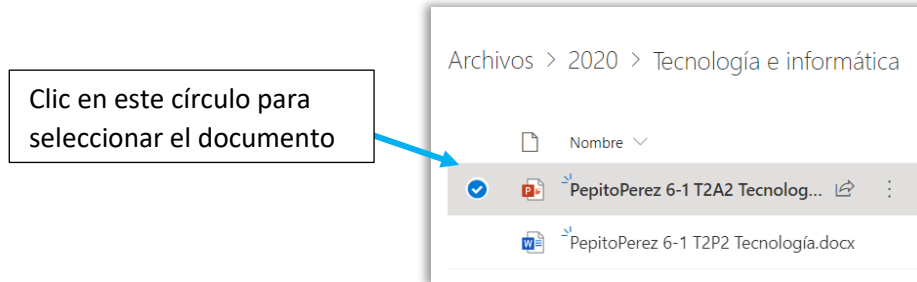 Archivos > 2020 > Tecnología e informática
Clic en este círculo para
seleccionar el documento
Nombre
PepitoPerez 6-1 T2A2 Tecnolog...
PepitoPerez 6-1 T2P2 Tecnología.docx